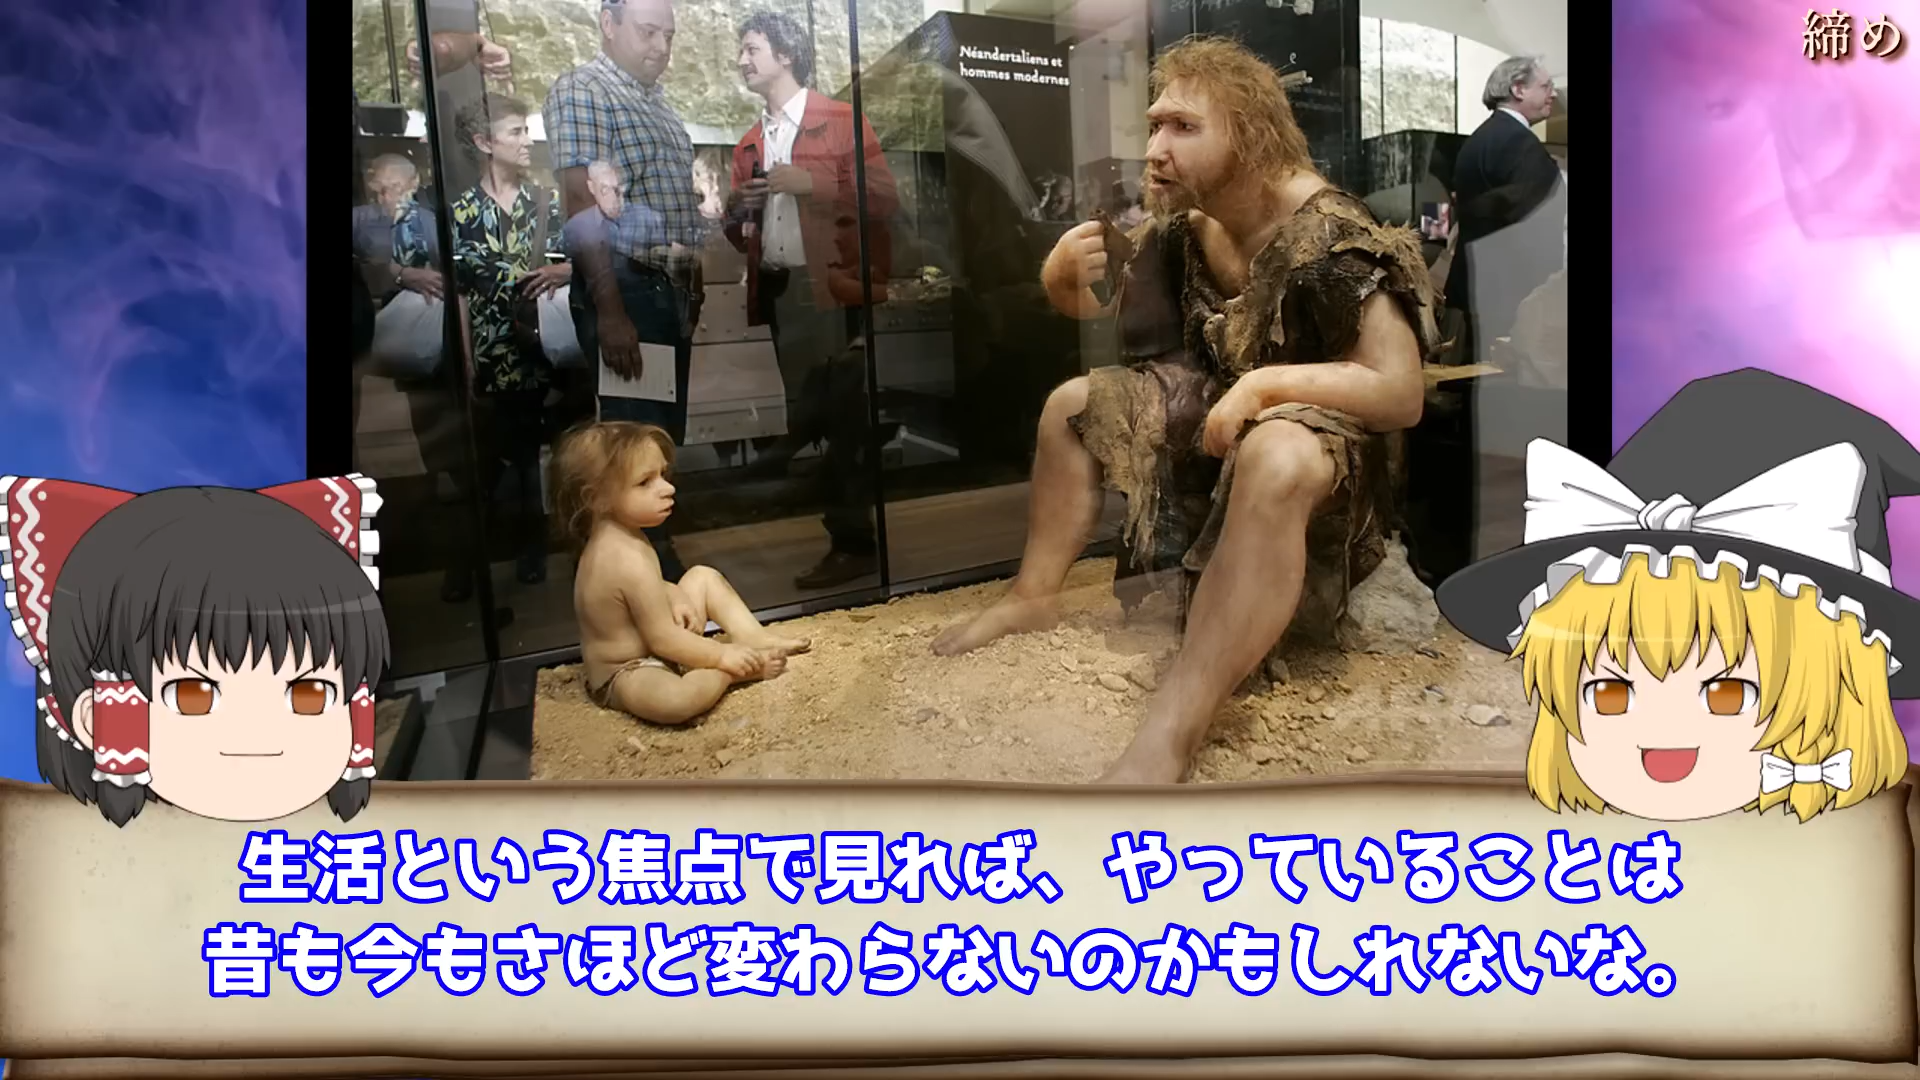 締め
Néandertaliens et
hommes modernes
生活という焦点で見れば、やっていることは
昔も今もさほど変わらないのかもしれないな。